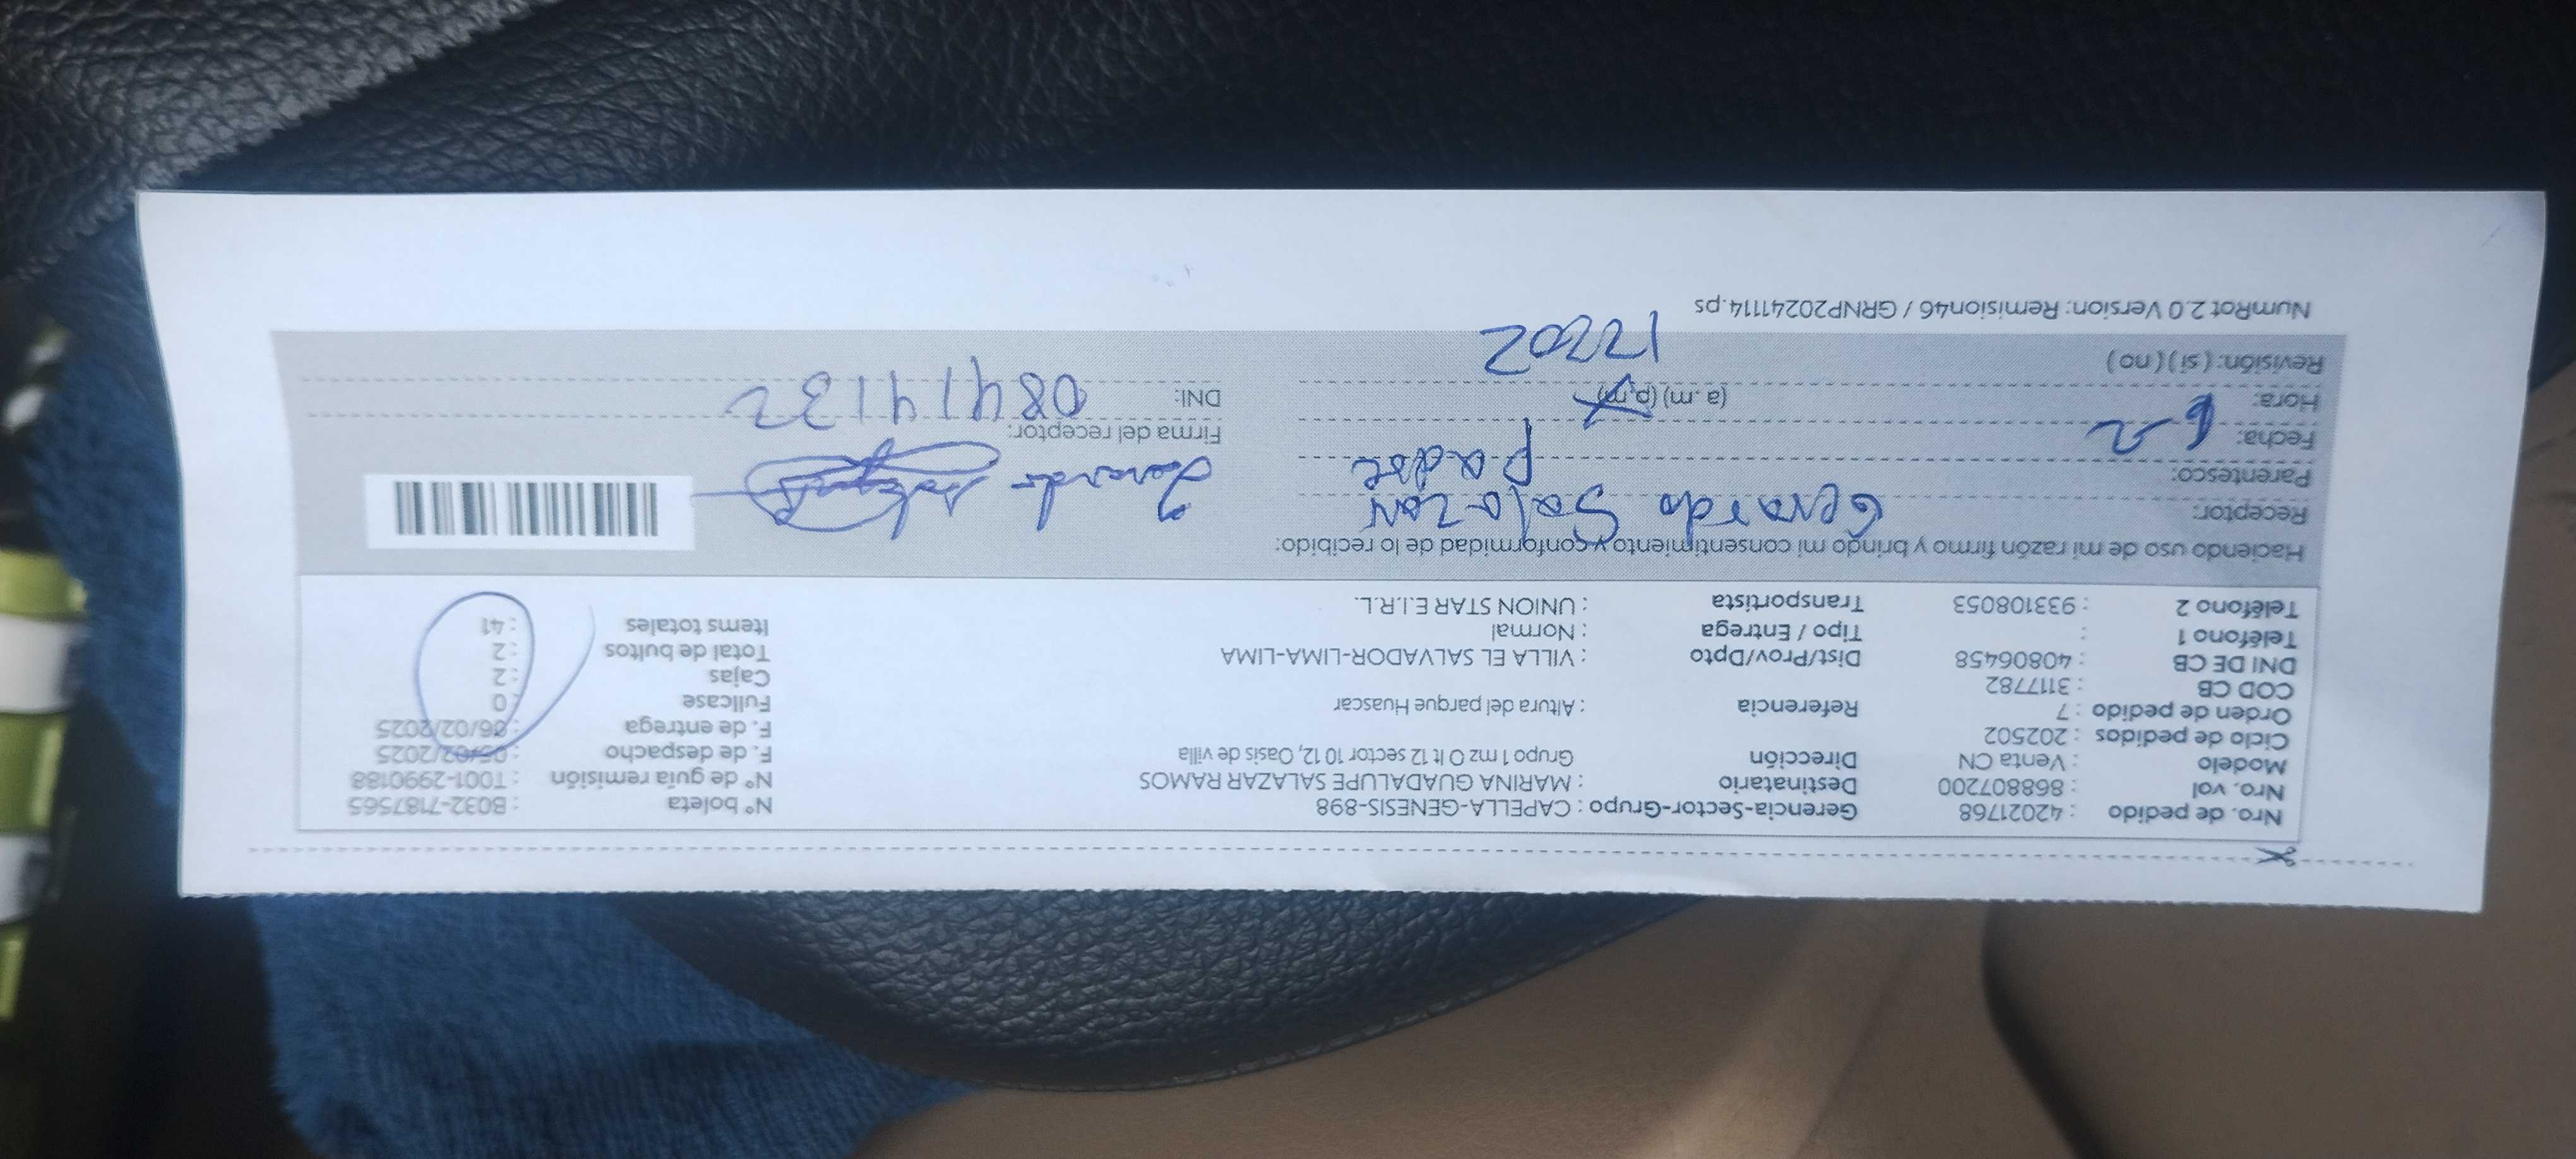 Nro. de pedido : 42021768 Gerencia-Sector-Grupo : CAPELLA-GENESIS-898 N° boleta : B032-7187565
Nro. vol : 868807200 Destinatario : MARINA GUADALUPE SALAZAR RAMOS N° de guía remisión : T001-2990188
Modelo : Venta CN Dirección Grupo 1 mz O lt 12 sector 10 12, Oasis de villa F. de despacho : 05/02/2025
Ciclo de pedidos : 202502 F. de entrega : 06/02/2025
Orden de pedido : 7 Referencia : Altura del parque Huascar Fullcase : 0
COD CB : 3117782 Cajas : 2
DNI DE CB : 40806458 Dist/Prov/Dpto : VILLA EL SALVADOR-LIMA-LIMA Total de bultos : 2
Teléfono 1 : Tipo / Entrega : Normal Items totales : 41
Teléfono 2 : 933108053 Transportista : UNION STAR E.I.R.L.
Haciendo uso de mi razón firmo y brindo mi consentimiento y conformidad de lo recibido:
Receptor: Gerardo Salazar
Parentesco: padre
Fecha: 6-2 Firma del receptor:
Hora: (a. m) (p. m) DNI: 08414132
Revisión: ( si ) ( no )
NumRot 2.0 Version: Remision46 / GRNP20241114.ps